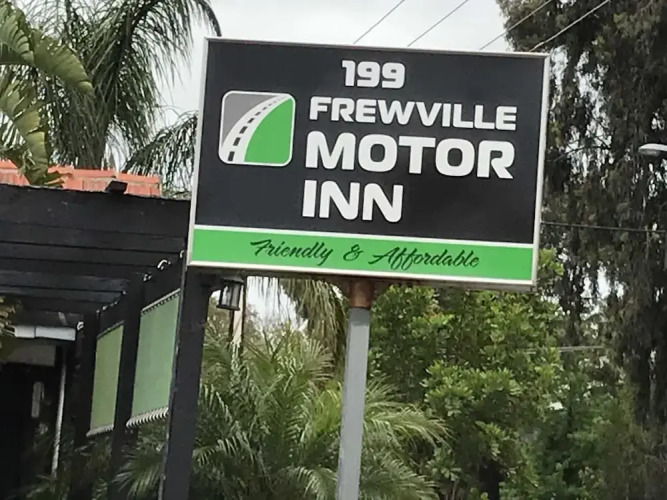 199
FREWVILLE
MOTOR
INN
Friendly & Affordable